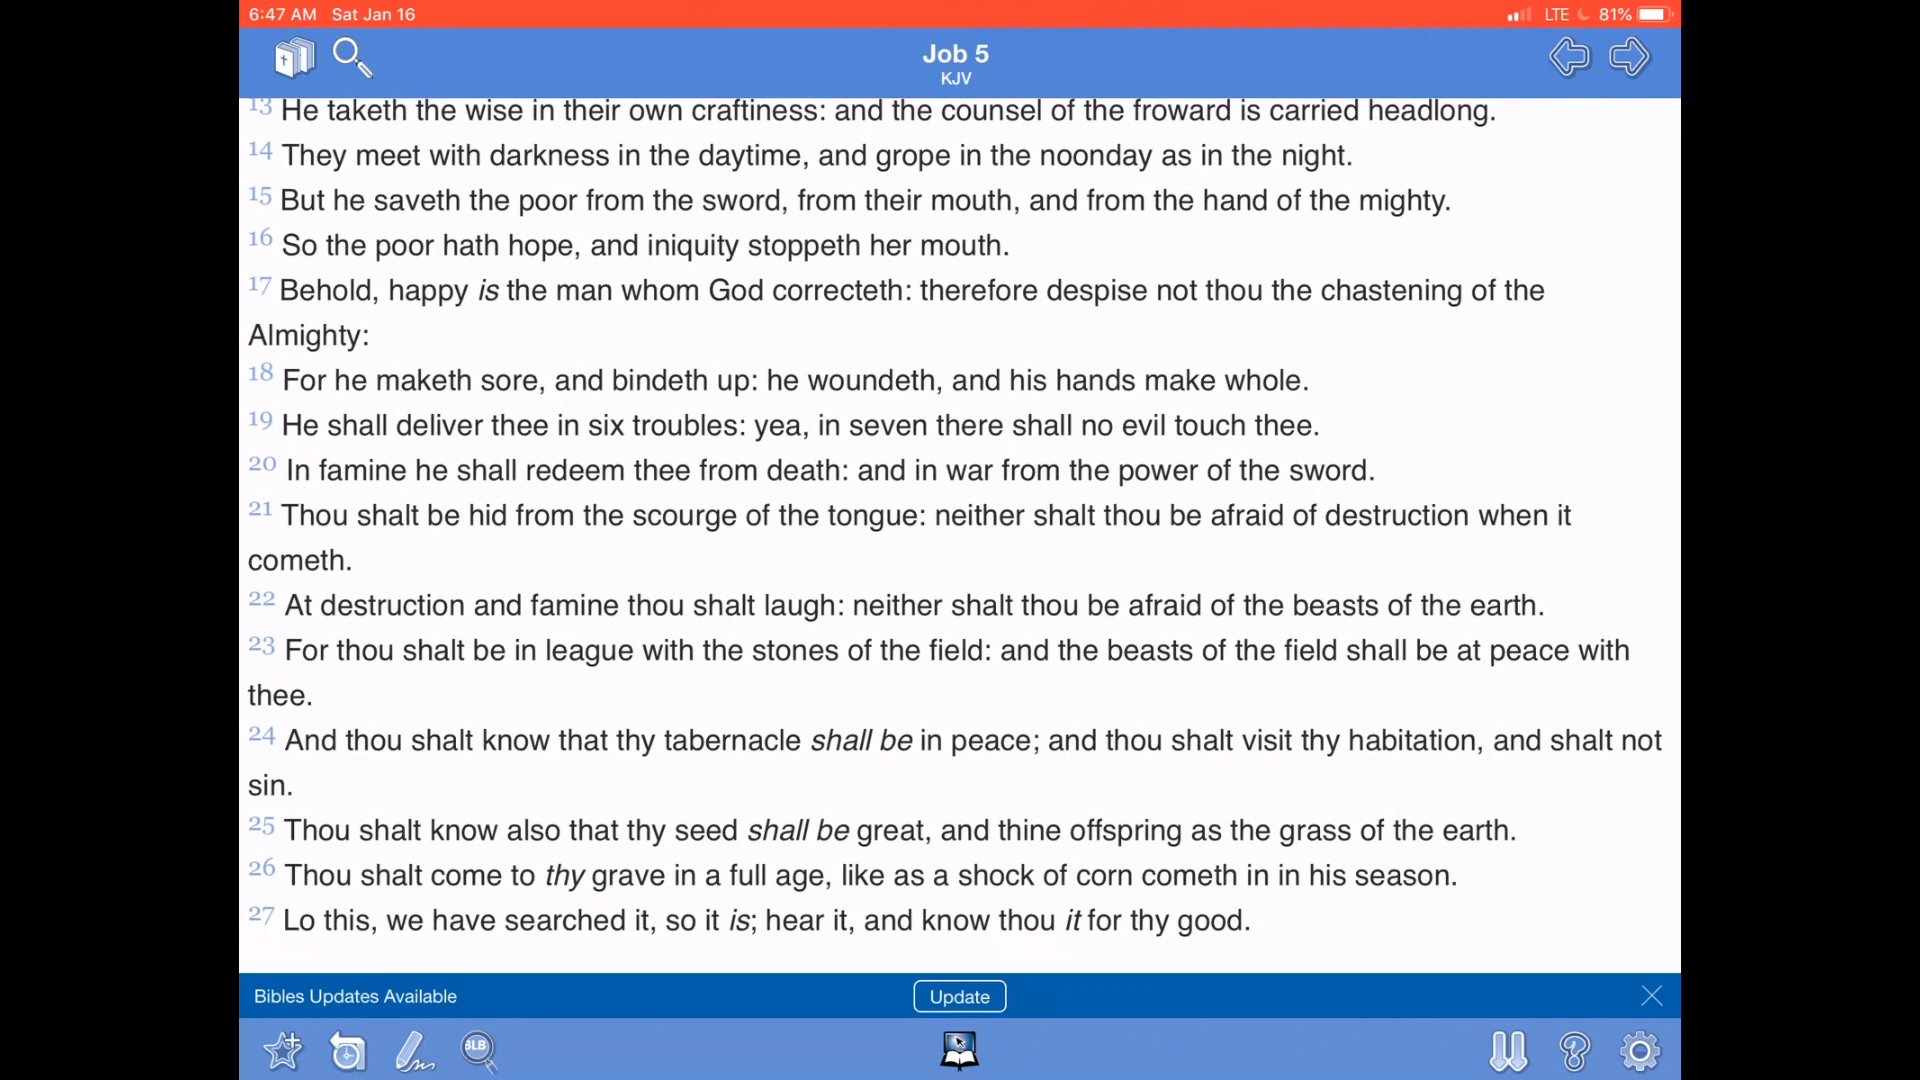 6:47 AM Sat Jan 16 LTE 81%
Job 5
KJV
13 He taketh the wise in their own craftiness: and the counsel of the froward is carried headlong.
14 They meet with darkness in the daytime, and grope in the noonday as in the night.
15 But he saveth the poor from the sword, from their mouth, and from the hand of the mighty.
16 So the poor hath hope, and iniquity stoppeth her mouth.
17 Behold, happy is the man whom God correcteth: therefore despise not thou the chastening of the
Almighty:
18 For he maketh sore, and bindeth up: he woundeth, and his hands make whole.
19 He shall deliver thee in six troubles: yea, in seven there shall no evil touch thee.
20 In famine he shall redeem thee from death: and in war from the power of the sword.
21 Thou shalt be hid from the scourge of the tongue: neither shalt thou be afraid of destruction when it
cometh.
22 At destruction and famine thou shalt laugh: neither shalt thou be afraid of the beasts of the earth.
23 For thou shalt be in league with the stones of the field: and the beasts of the field shall be at peace with
thee.
24 And thou shalt know that thy tabernacle shall be in peace; and thou shalt visit thy habitation, and shalt not
sin.
25 Thou shalt know also that thy seed shall be great, and thine offspring as the grass of the earth.
26 Thou shalt come to thy grave in a full age, like as a shock of corn cometh in in his season.
27 Lo this, we have searched it, so it is; hear it, and know thou it for thy good.
Bibles Updates Available Update
BLB